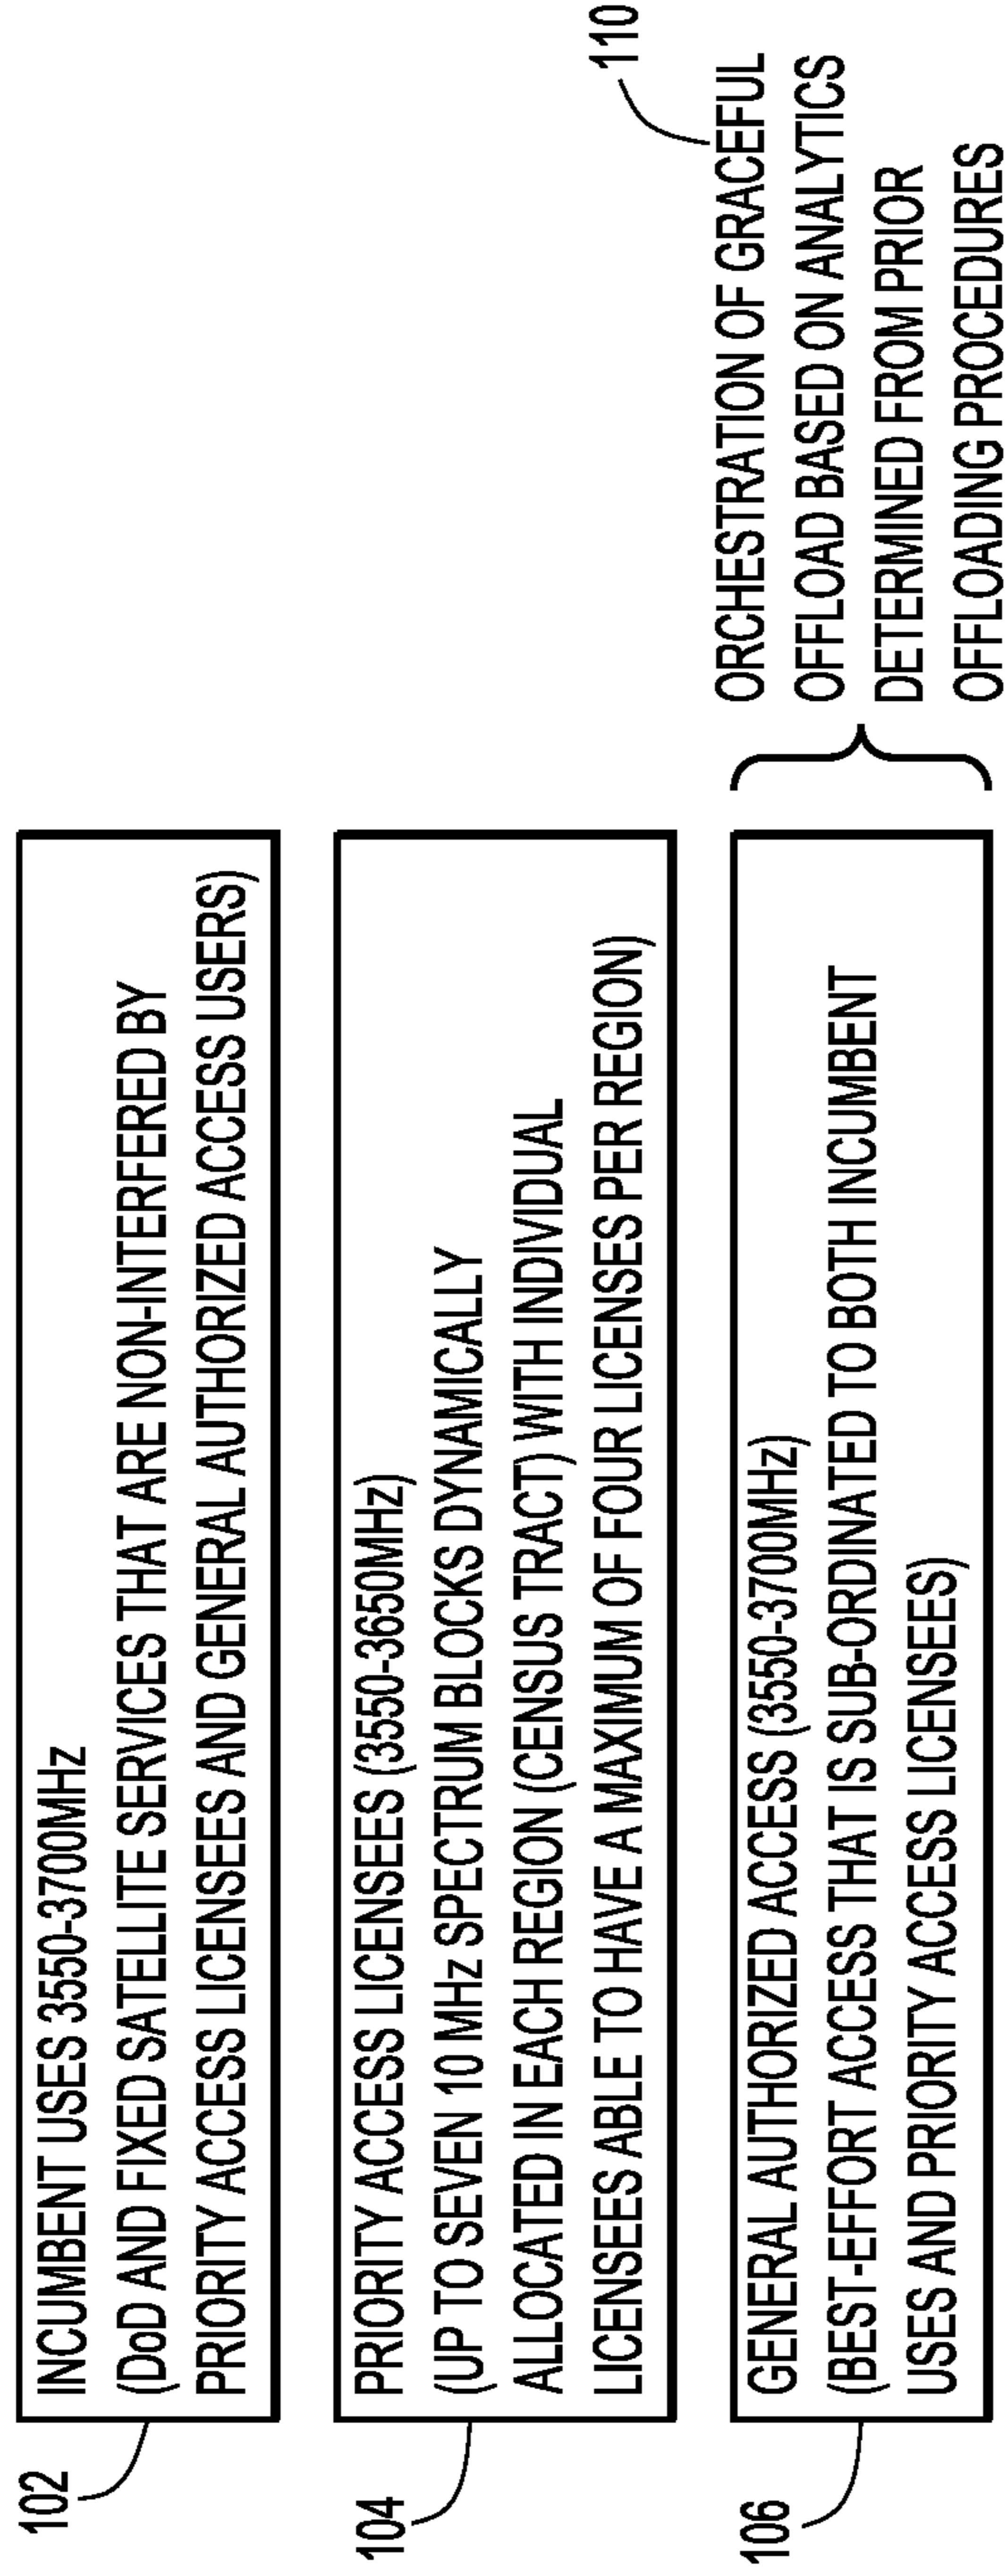 102
INCUMBENT USES 3550-3700MHz
(DoD AND FIXED SATELLITE SERVICES THAT ARE NON-INTERFERED BY
PRIORITY ACCESS LICENSEES AND GENERAL AUTHORIZED ACCESS USERS)
104
PRIORITY ACCESS LICENSEES (3550-3650MHz)
(UP TO SEVEN 10 MHz SPECTRUM BLOCKS DYNAMICALLY
ALLOCATED IN EACH REGION (CENSUS TRACT) WITH INDIVIDUAL
LICENSEES ABLE TO HAVE A MAXIMUM OF FOUR LICENSES PER REGION)
106
GENERAL AUTHORIZED ACCESS (3550-3700MHz)
(BEST-EFFORT ACCESS THAT IS SUB-ORDINATED TO BOTH INCUMBENT
USES AND PRIORITY ACCESS LICENSEES)
110
ORCHESTRATION OF GRACEFUL
OFFLOAD BASED ON ANALYTICS
DETERMINED FROM PRIOR
OFFLOADING PROCEDURES